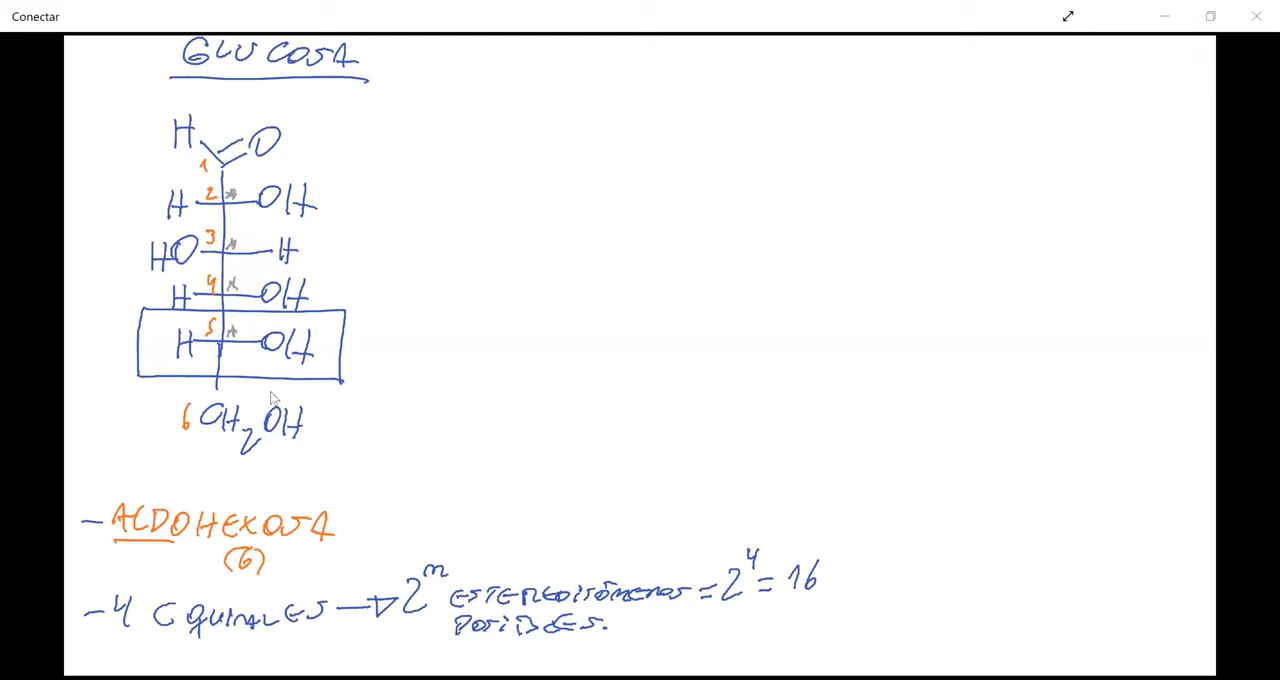 Conectar
GLUCOSA
H O
1
H 2 * OH
HO 3 * H
H 4 * OH
H 5 * OH
6 CH2OH
- ALDOHEXOSA
(6)
- 4 C QUIRALES → 2^n ESTEREOISÓMEROS = 2^4 = 16
POSIBLES.